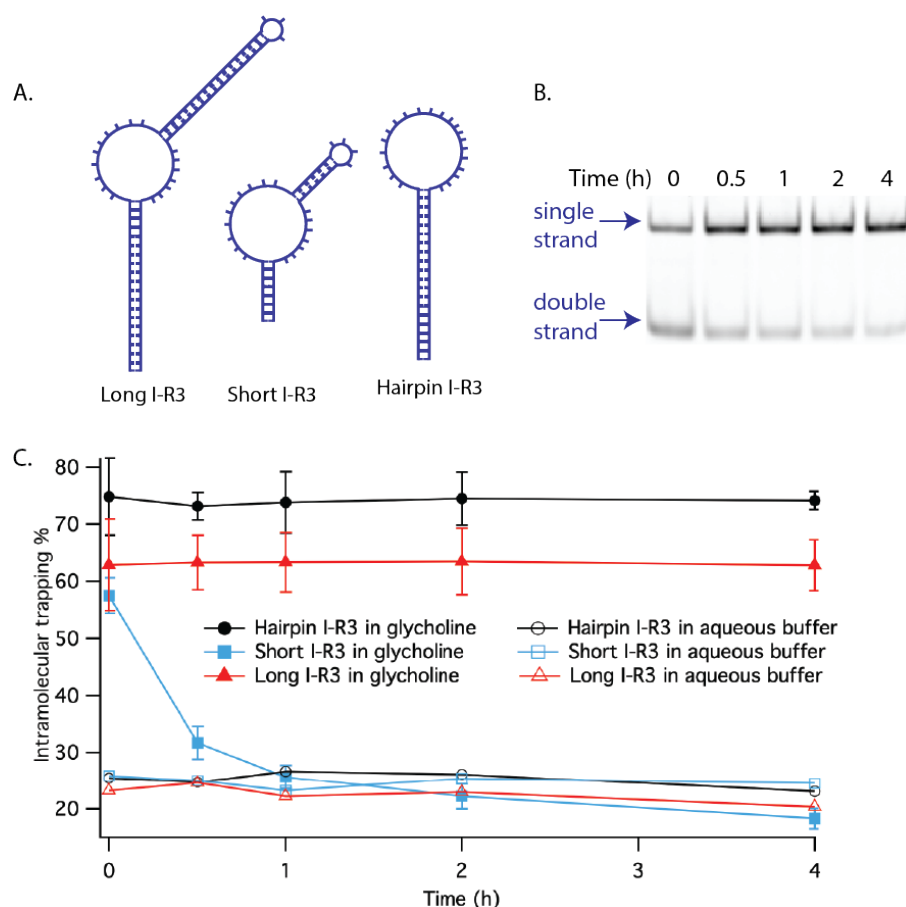 A.
Long I-R3
Short I-R3
Hairpin I-R3
B.
Time (h) 0 0.5 1 2 4
single
strand
double
strand
C.
Intramolecular trapping %
80
70
60
50
40
30
20
Hairpin I-R3 in glycholine
Short I-R3 in glycholine
Long I-R3 in glycholine
Hairpin I-R3 in aqueous buffer
Short I-R3 in aqueous buffer
Long I-R3 in aqueous buffer
0 1 2 3 4
Time (h)